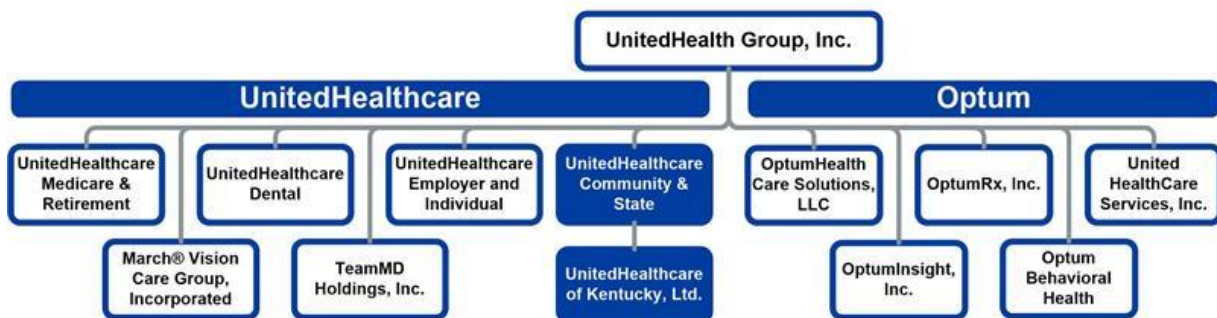 UnitedHealth Group, Inc.
UnitedHealthcare
Optum
UnitedHealthcare
Medicare &
Retirement
UnitedHealthcare
Dental
UnitedHealthcare
Employer and
Individual
UnitedHealthcare
Community &
State
OptumHealth
Care Solutions,
LLC
OptumRx, Inc.
United
HealthCare
Services, Inc.
March® Vision
Care Group,
Incorporated
TeamMD
Holdings, Inc.
UnitedHealthcare
of Kentucky, Ltd.
OptumInsight,
Inc.
Optum
Behavioral
Health